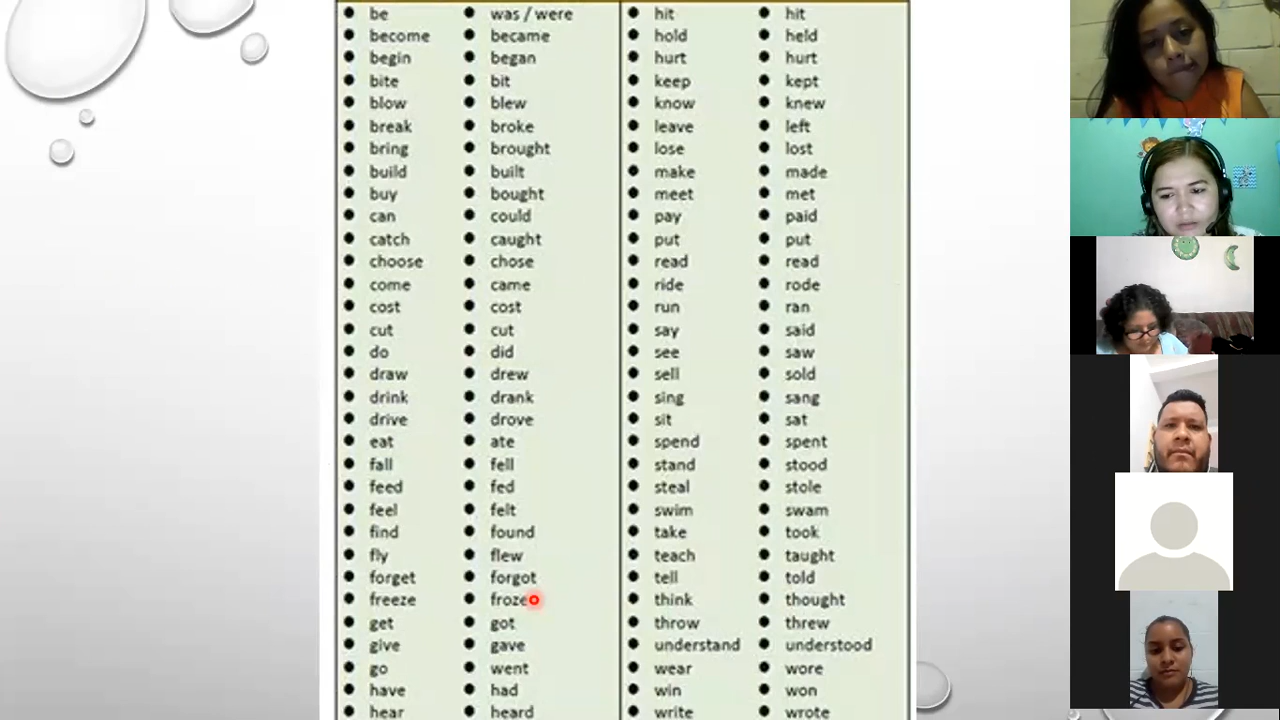 be was / were hit hit
become became hold held
begin began hurt hurt
bite bit keep kept
blow blew know knew
break broke leave left
bring brought lose lost
build built make made
buy bought meet met
can could pay paid
catch caught put put
choose chose read read
come came ride rode
cost cost run ran
cut cut say said
do did see saw
draw drew sell sold
drink drank sing sang
drive drove sit sat
eat ate spend spent
fall fell stand stood
feed fed steal stole
feel felt swim swam
find found take took
fly flew teach taught
forget forgot tell told
freeze froze think thought
get got throw threw
give gave understand understood
go went wear wore
have had win won
hear heard write wrote